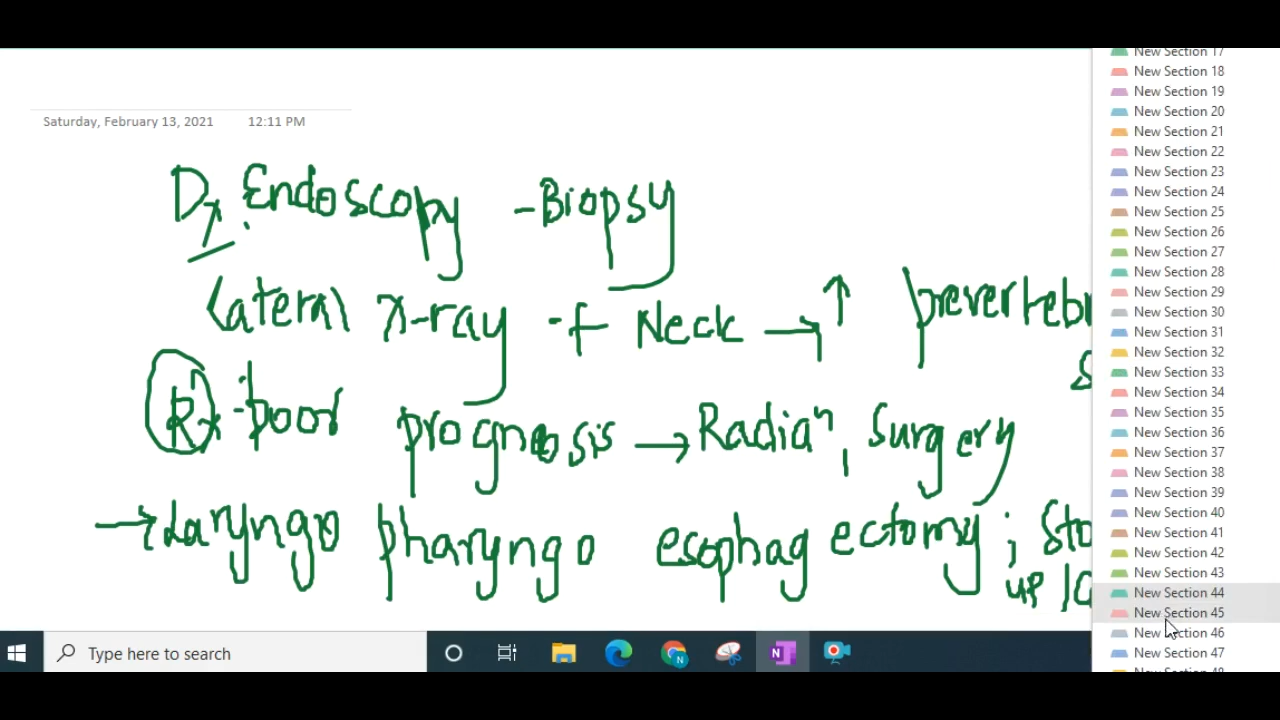 Saturday, February 13, 2021 12:11 PM
Dx: Endoscopy - Biopsy
Lateral X-ray of Neck → ↑ prevertebr
S
Rx - poor prognosis → Radiaⁿ, Surgery
→ Laryngo pharyngo esophag ectomy ; Sto
up
Type here to search
New Section 17
New Section 18
New Section 19
New Section 20
New Section 21
New Section 22
New Section 23
New Section 24
New Section 25
New Section 26
New Section 27
New Section 28
New Section 29
New Section 30
New Section 31
New Section 32
New Section 33
New Section 34
New Section 35
New Section 36
New Section 37
New Section 38
New Section 39
New Section 40
New Section 41
New Section 42
New Section 43
New Section 44
New Section 45
New Section 46
New Section 47
New Section 48